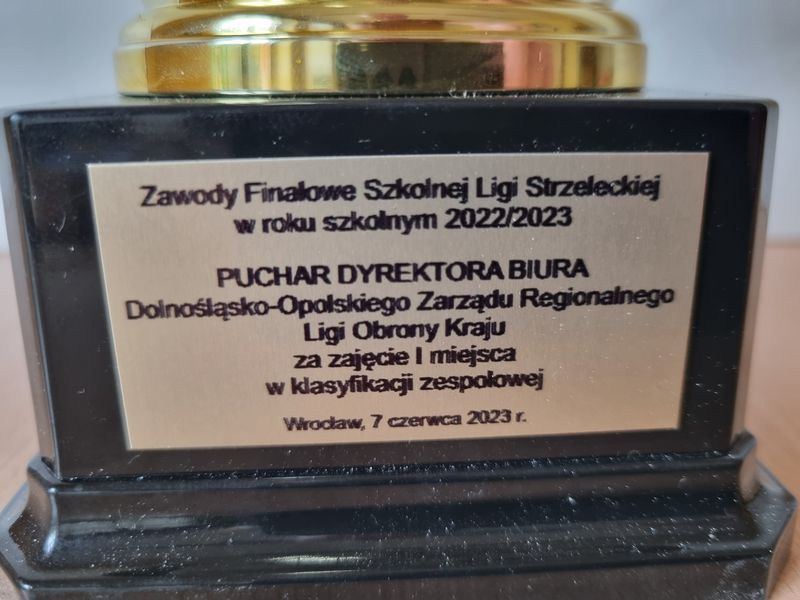 Zawody Finałowe Szkolnej Ligi Strzeleckiej
w roku szkolnym 2022/2023
PUCHAR DYREKTORA BIURA
Dolnośląsko-Opolskiego Zarządu Regionalnego
Ligi Obrony Kraju
za zajęcie I miejsca
w klasyfikacji zespołowej
Wrocław, 7 czerwca 2023 r.